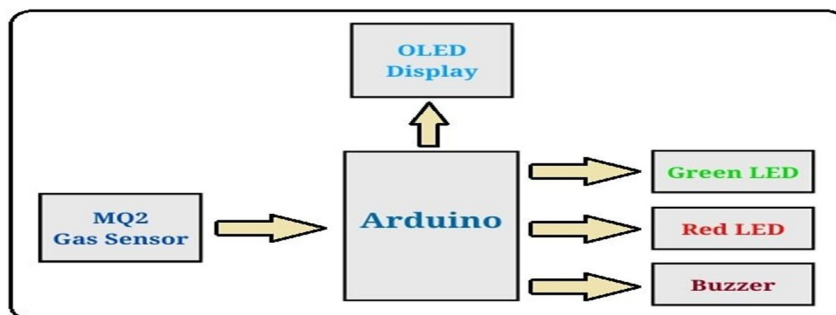 OLED
Display
MQ2
Gas Sensor
Arduino
Green LED
Red LED
Buzzer